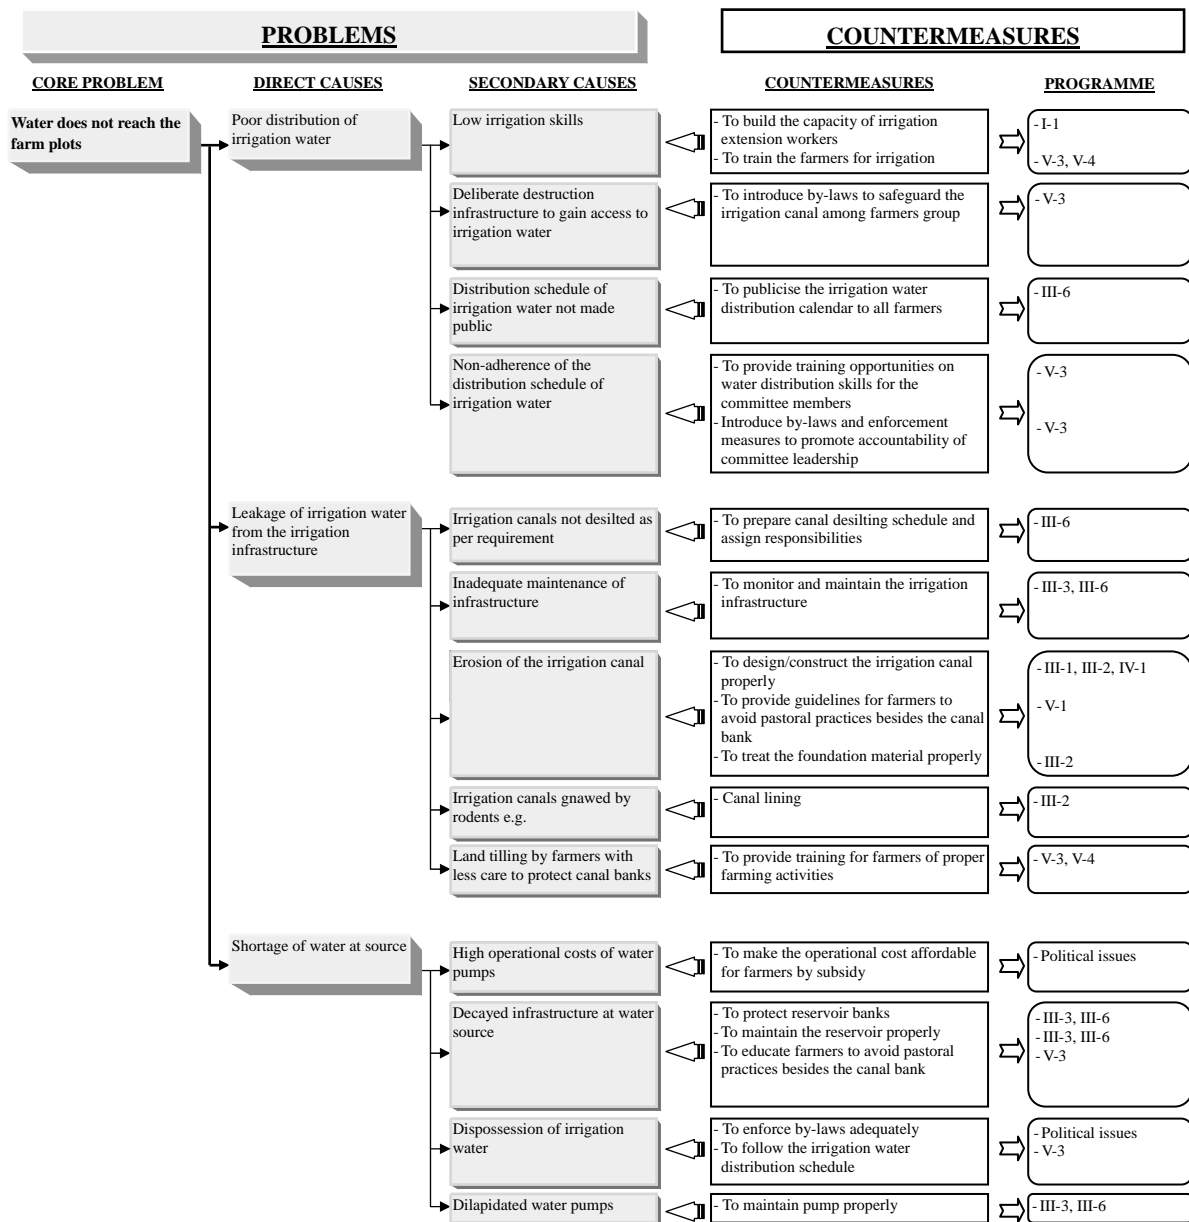 PROBLEMS
COUNTERMEASURES
CORE PROBLEM
DIRECT CAUSES
SECONDARY CAUSES
COUNTERMEASURES
PROGRAMME
Water does not reach the
farm plots
Poor distribution of
irrigation water
Low irrigation skills
- To build the capacity of irrigation
extension workers
- To train the farmers for irrigation
- I-1
- V-3, V-4
Deliberate destruction
infrastructure to gain access to
irrigation water
- To introduce by-laws to safeguard the
irrigation canal among farmers group
- V-3
Distribution schedule of
irrigation water not made
public
- To publicise the irrigation water
distribution calendar to all farmers
- III-6
Non-adherence of the
distribution schedule of
irrigation water
- To provide training opportunities on
water distribution skills for the
committee members
- Introduce by-laws and enforcement
measures to promote accountability of
committee leadership
- V-3
- V-3
Leakage of irrigation water
from the irrigation
infrastructure
Irrigation canals not desilted as
per requirement
- To prepare canal desilting schedule and
assign responsibilities
- III-6
Inadequate maintenance of
infrastructure
- To monitor and maintain the irrigation
infrastructure
- III-3, III-6
Erosion of the irrigation canal
- To design/construct the irrigation canal
properly
- To provide guidelines for farmers to
avoid pastoral practices besides the canal
bank
- To treat the foundation material properly
- III-1, III-2, IV-1
- V-1
- III-2
Irrigation canals gnawed by
rodents e.g.
- Canal lining
- III-2
Land tilling by farmers with
less care to protect canal banks
- To provide training for farmers of proper
farming activities
- V-3, V-4
Shortage of water at source
High operational costs of water
pumps
- To make the operational cost affordable
for farmers by subsidy
- Political issues
Decayed infrastructure at water
source
- To protect reservoir banks
- To maintain the reservoir properly
- To educate farmers to avoid pastoral
practices besides the canal bank
- III-3, III-6
- III-3, III-6
- V-3
Dispossession of irrigation
water
- To enforce by-laws adequately
- To follow the irrigation water
distribution schedule
- Political issues
- V-3
Dilapidated water pumps
- To maintain pump properly
- III-3, III-6